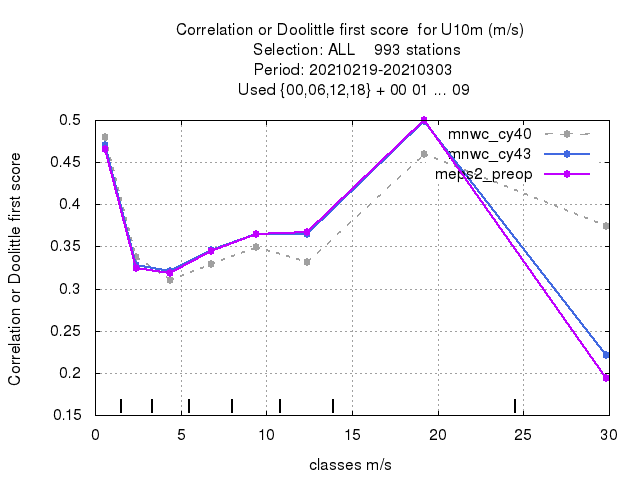 Correlation or Doolittle first score  for U10m (m/s)
Selection: ALL    993 stations
Period: 20210219-20210303
Used {00,06,12,18} + 00 01 ... 09
Correlation or Doolittle first score
0.5
0.45
0.4
0.35
0.3
0.25
0.2
0.15
mnwc_cy40
mnwc_cy43
meps2_preop
0 5 10 15 20 25 30
classes m/s